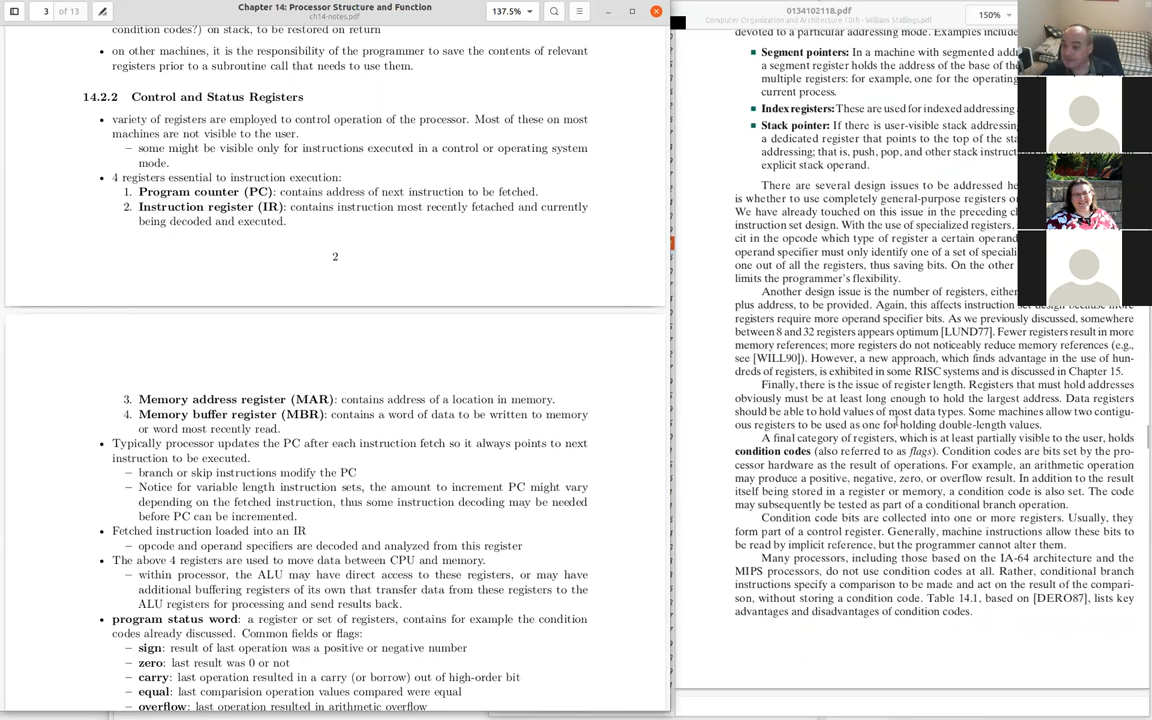 Chapter 14: Processor Structure and Function
ch14-notes.pdf
3 of 13
137.5%
condition codes?) on stack, to be restored on return
• on other machines, it is the responsibility of the programmer to save the contents of relevant
registers prior to a subroutine call that needs to use them.
14.2.2 Control and Status Registers
• variety of registers are employed to control operation of the processor. Most of these on most
machines are not visible to the user.
– some might be visible only for instructions executed in a control or operating system
mode.
• 4 registers essential to instruction execution:
1. Program counter (PC): contains address of next instruction to be fetched.
2. Instruction register (IR): contains instruction most recently fetached and currently
being decoded and executed.
2
3. Memory address register (MAR): contains address of a location in memory.
4. Memory buffer register (MBR): contains a word of data to be written to memory
or word most recently read.
• Typically processor updates the PC after each instruction fetch so it always points to next
instruction to be executed.
– branch or skip instructions modify the PC
– Notice for variable length instruction sets, the amount to increment PC might vary
depending on the fetched instruction, thus some instruction decoding may be needed
before PC can be incremented.
• Fetched instruction loaded into an IR
– opcode and operand specifiers are decoded and analyzed from this register
• The above 4 registers are used to move data between CPU and memory.
– within processor, the ALU may have direct access to these registers, or may have
additional buffering registers of its own that transfer data from these registers to the
ALU registers for processing and send results back.
• program status word: a register or set of registers, contains for example the condition
codes already discussed. Common fields or flags:
– sign: result of last operation was a positive or negative number
– zero: last result was 0 or not
– carry: last operation resulted in a carry (or borrow) out of high-order bit
– equal: last comparision operation values compared were equal
– overflow: last operation resulted in arithmetic overflow
0134102118.pdf
Computer Organization and Architecture 10th - William Stallings.pdf
150%
devoted to a particular addressing mode. Examples include
■ Segment pointers: In a machine with segmented addr
a segment register holds the address of the base of the
multiple registers: for example, one for the operating
current process.
■ Index registers: These are used for indexed addressing
■ Stack pointer: If there is user-visible stack addressing
a dedicated register that points to the top of the sta
addressing; that is, push, pop, and other stack instruct
explicit stack operand.
There are several design issues to be addressed he
is whether to use completely general-purpose registers or
We have already touched on this issue in the preceding ch
instruction set design. With the use of specialized registers,
cit in the opcode which type of register a certain operand
operand specifier must only identify one of a set of speciali
one out of all the registers, thus saving bits. On the other
limits the programmer's flexibility.
Another design issue is the number of registers, either
plus address, to be provided. Again, this affects instruction set design because more
registers require more operand specifier bits. As we previously discussed, somewhere
between 8 and 32 registers appears optimum [LUND77]. Fewer registers result in more
memory references; more registers do not noticeably reduce memory references (e.g.,
see [WILL90]). However, a new approach, which finds advantage in the use of hun-
dreds of registers, is exhibited in some RISC systems and is discussed in Chapter 15.
Finally, there is the issue of register length. Registers that must hold addresses
obviously must be at least long enough to hold the largest address. Data registers
should be able to hold values of most data types. Some machines allow two contigu-
ous registers to be used as one for holding double-length values.
A final category of registers, which is at least partially visible to the user, holds
condition codes (also referred to as flags). Condition codes are bits set by the pro-
cessor hardware as the result of operations. For example, an arithmetic operation
may produce a positive, negative, zero, or overflow result. In addition to the result
itself being stored in a register or memory, a condition code is also set. The code
may subsequently be tested as part of a conditional branch operation.
Condition code bits are collected into one or more registers. Usually, they
form part of a control register. Generally, machine instructions allow these bits to
be read by implicit reference, but the programmer cannot alter them.
Many processors, including those based on the IA-64 architecture and the
MIPS processors, do not use condition codes at all. Rather, conditional branch
instructions specify a comparison to be made and act on the result of the compari-
son, without storing a condition code. Table 14.1, based on [DERO87], lists key
advantages and disadvantages of condition codes.